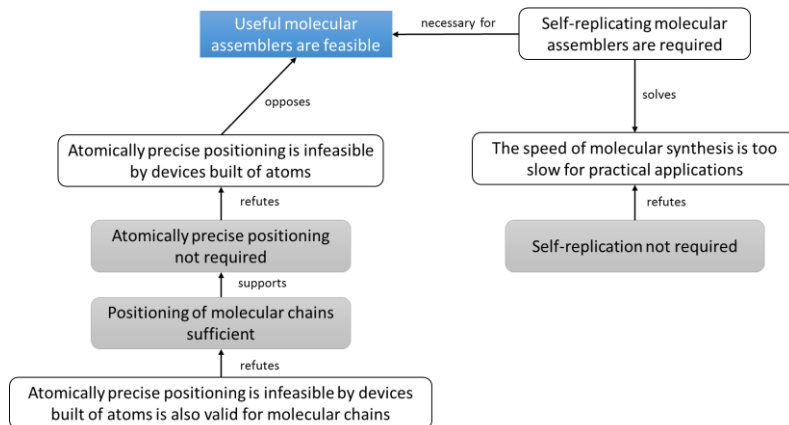 Useful molecular
assemblers are feasible
necessary for
Self-replicating molecular
assemblers are required
opposes
solves
Atomically precise positioning is infeasible
by devices built of atoms
The speed of molecular synthesis is too
slow for practical applications
refutes
refutes
Atomically precise positioning
not required
Self-replication not required
supports
Positioning of molecular chains
sufficient
refutes
Atomically precise positioning is infeasible by devices
built of atoms is also valid for molecular chains